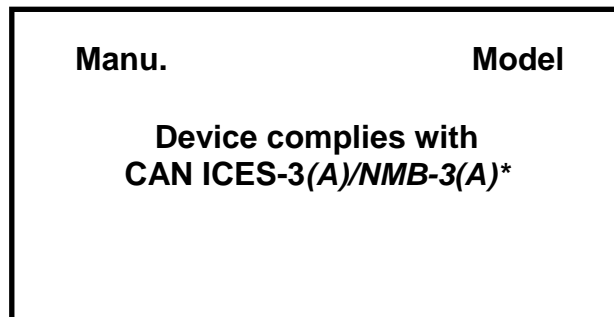 Manu. Model
Device complies with
CAN ICES-3(A)/NMB-3(A)*